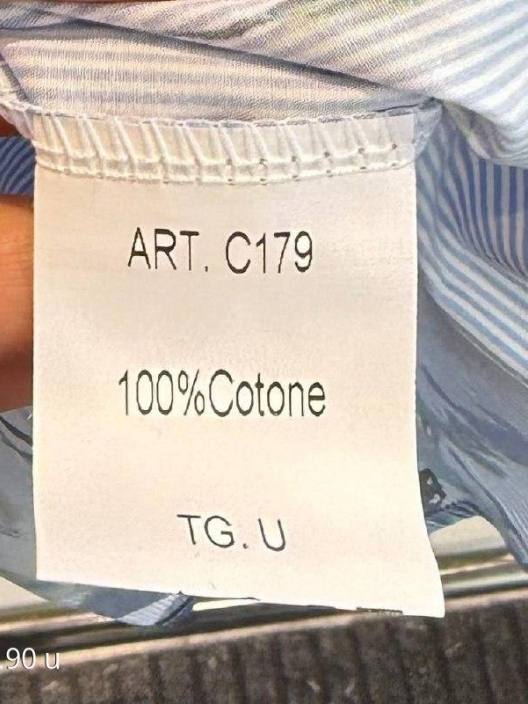 ART. C179
100%Cotone
TG. U
.90 u